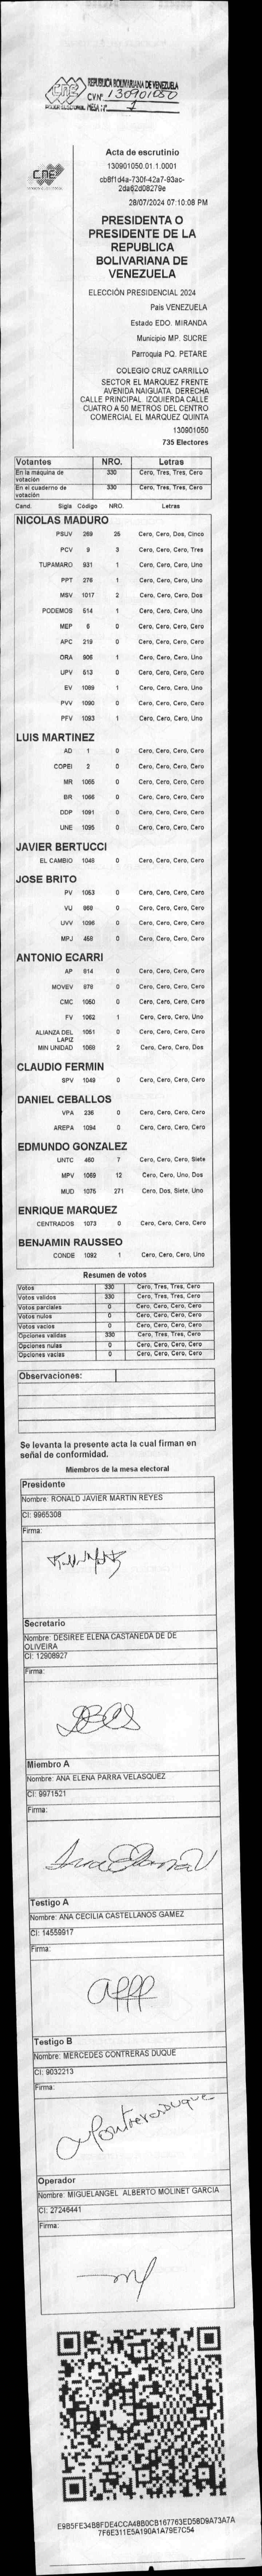 CNE
PODER ELECTORAL
REPÚBLICA BOLIVARIANA DE VENEZUELA
CVN° 130901050
MESA N° 1
CNE
Acta de escrutinio
130901050.01.1.0001
cb8f1d4a-730f-42a7-93ac-
2da62d08279e
28/07/2024 07:10:08 PM
PRESIDENTA O
PRESIDENTE DE LA
REPUBLICA
BOLIVARIANA DE
VENEZUELA
ELECCIÓN PRESIDENCIAL 2024
País VENEZUELA
Estado EDO. MIRANDA
Municipio MP. SUCRE
Parroquia PQ. PETARE
COLEGIO CRUZ CARRILLO
SECTOR EL MARQUEZ FRENTE
AVENIDA NAIGUATA. DERECHA
CALLE PRINCIPAL. IZQUIERDA CALLE
CUATRO A 50 METROS DEL CENTRO
COMERCIAL EL MARQUEZ QUINTA
130901050
735 Electores
Votantes NRO. Letras
En la máquina de votación 330 Cero, Tres, Tres, Cero
En el cuaderno de votación 330 Cero, Tres, Tres, Cero
Cand. Sigla Código NRO. Letras
NICOLAS MADURO
PSUV 269 25 Cero, Cero, Dos, Cinco
PCV 9 3 Cero, Cero, Cero, Tres
TUPAMARO 931 1 Cero, Cero, Cero, Uno
PPT 276 1 Cero, Cero, Cero, Uno
MSV 1017 2 Cero, Cero, Cero, Dos
PODEMOS 514 1 Cero, Cero, Cero, Uno
MEP 6 0 Cero, Cero, Cero, Cero
APC 219 0 Cero, Cero, Cero, Cero
ORA 906 1 Cero, Cero, Cero, Uno
UPV 513 0 Cero, Cero, Cero, Cero
EV 1089 1 Cero, Cero, Cero, Uno
PVV 1090 0 Cero, Cero, Cero, Cero
PFV 1093 1 Cero, Cero, Cero, Uno
LUIS MARTINEZ
AD 1 0 Cero, Cero, Cero, Cero
COPEI 2 0 Cero, Cero, Cero, Cero
MR 1065 0 Cero, Cero, Cero, Cero
BR 1066 0 Cero, Cero, Cero, Cero
DDP 1091 0 Cero, Cero, Cero, Cero
UNE 1095 0 Cero, Cero, Cero, Cero
JAVIER BERTUCCI
EL CAMBIO 1048 0 Cero, Cero, Cero, Cero
JOSE BRITO
PV 1053 0 Cero, Cero, Cero, Cero
VU 969 0 Cero, Cero, Cero, Cero
UVV 1096 0 Cero, Cero, Cero, Cero
MPJ 458 0 Cero, Cero, Cero, Cero
ANTONIO ECARRI
AP 814 0 Cero, Cero, Cero, Cero
MOVEV 978 0 Cero, Cero, Cero, Cero
CMC 1050 0 Cero, Cero, Cero, Cero
FV 1062 1 Cero, Cero, Cero, Uno
ALIANZA DEL LAPIZ 1051 0 Cero, Cero, Cero, Cero
MIN UNIDAD 1068 2 Cero, Cero, Cero, Dos
CLAUDIO FERMIN
SPV 1049 0 Cero, Cero, Cero, Cero
DANIEL CEBALLOS
VPA 236 0 Cero, Cero, Cero, Cero
AREPA 1094 0 Cero, Cero, Cero, Cero
EDMUNDO GONZALEZ
UNTC 460 7 Cero, Cero, Cero, Siete
MPV 1069 12 Cero, Cero, Uno, Dos
MUD 1075 271 Cero, Dos, Siete, Uno
ENRIQUE MARQUEZ
CENTRADOS 1073 0 Cero, Cero, Cero, Cero
BENJAMIN RAUSSEO
CONDE 1092 1 Cero, Cero, Cero, Uno
Resumen de votos
Votos 330 Cero, Tres, Tres, Cero
Votos validos 330 Cero, Tres, Tres, Cero
Votos parciales 0 Cero, Cero, Cero, Cero
Votos nulos 0 Cero, Cero, Cero, Cero
Votos vacios 0 Cero, Cero, Cero, Cero
Opciones validas 330 Cero, Tres, Tres, Cero
Opciones nulas 0 Cero, Cero, Cero, Cero
Opciones vacias 0 Cero, Cero, Cero, Cero
Observaciones:
Se levanta la presente acta la cual firman en
señal de conformidad.
Miembros de la mesa electoral
Presidente
Nombre: RONALD JAVIER MARTIN REYES
CI: 9965308
Firma:
Secretario
Nombre: DESIREE ELENA CASTAÑEDA DE DE
OLIVEIRA
CI: 12908927
Firma:
Miembro A
Nombre: ANA ELENA PARRA VELASQUEZ
CI: 9971521
Firma:
Testigo A
Nombre: ANA CECILIA CASTELLANOS GAMEZ
CI: 14559917
Firma:
Testigo B
Nombre: MERCEDES CONTRERAS DUQUE
CI: 9032213
Firma:
Operador
Nombre: MIGUELANGEL ALBERTO MOLINET GARCIA
CI: 27246441
Firma:
E9B5FE34B8FDE4CCA48B0CB167763ED58D9A73A7A
7F6E311E5A190A1A79E7C54